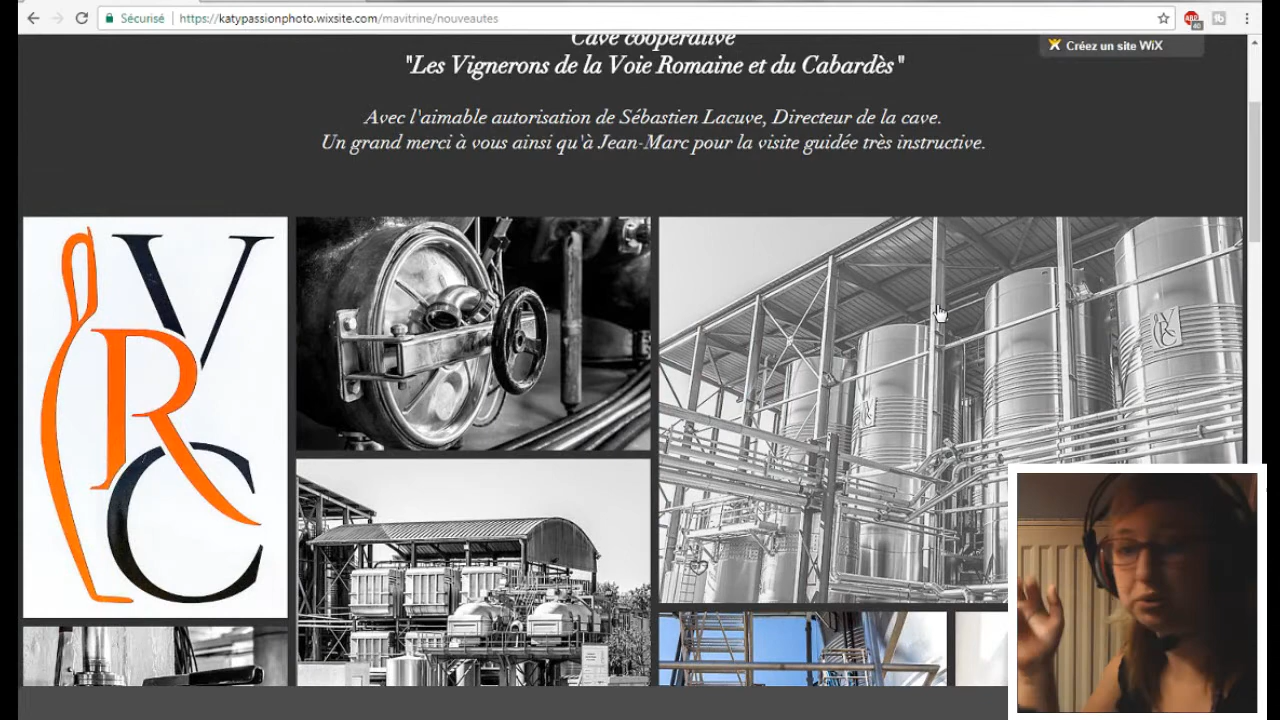 Sécurisé | https://katypassionphoto.wixsite.com/mavitrine/nouveautes
ABP
40
Cave coopérative
Créez un site WiX
"Les Vignerons de la Voie Romaine et du Cabardès"
Avec l'aimable autorisation de Sébastien Lacuve, Directeur de la cave.
Un grand merci à vous ainsi qu'à Jean-Marc pour la visite guidée très instructive.
V
R
C
VRC